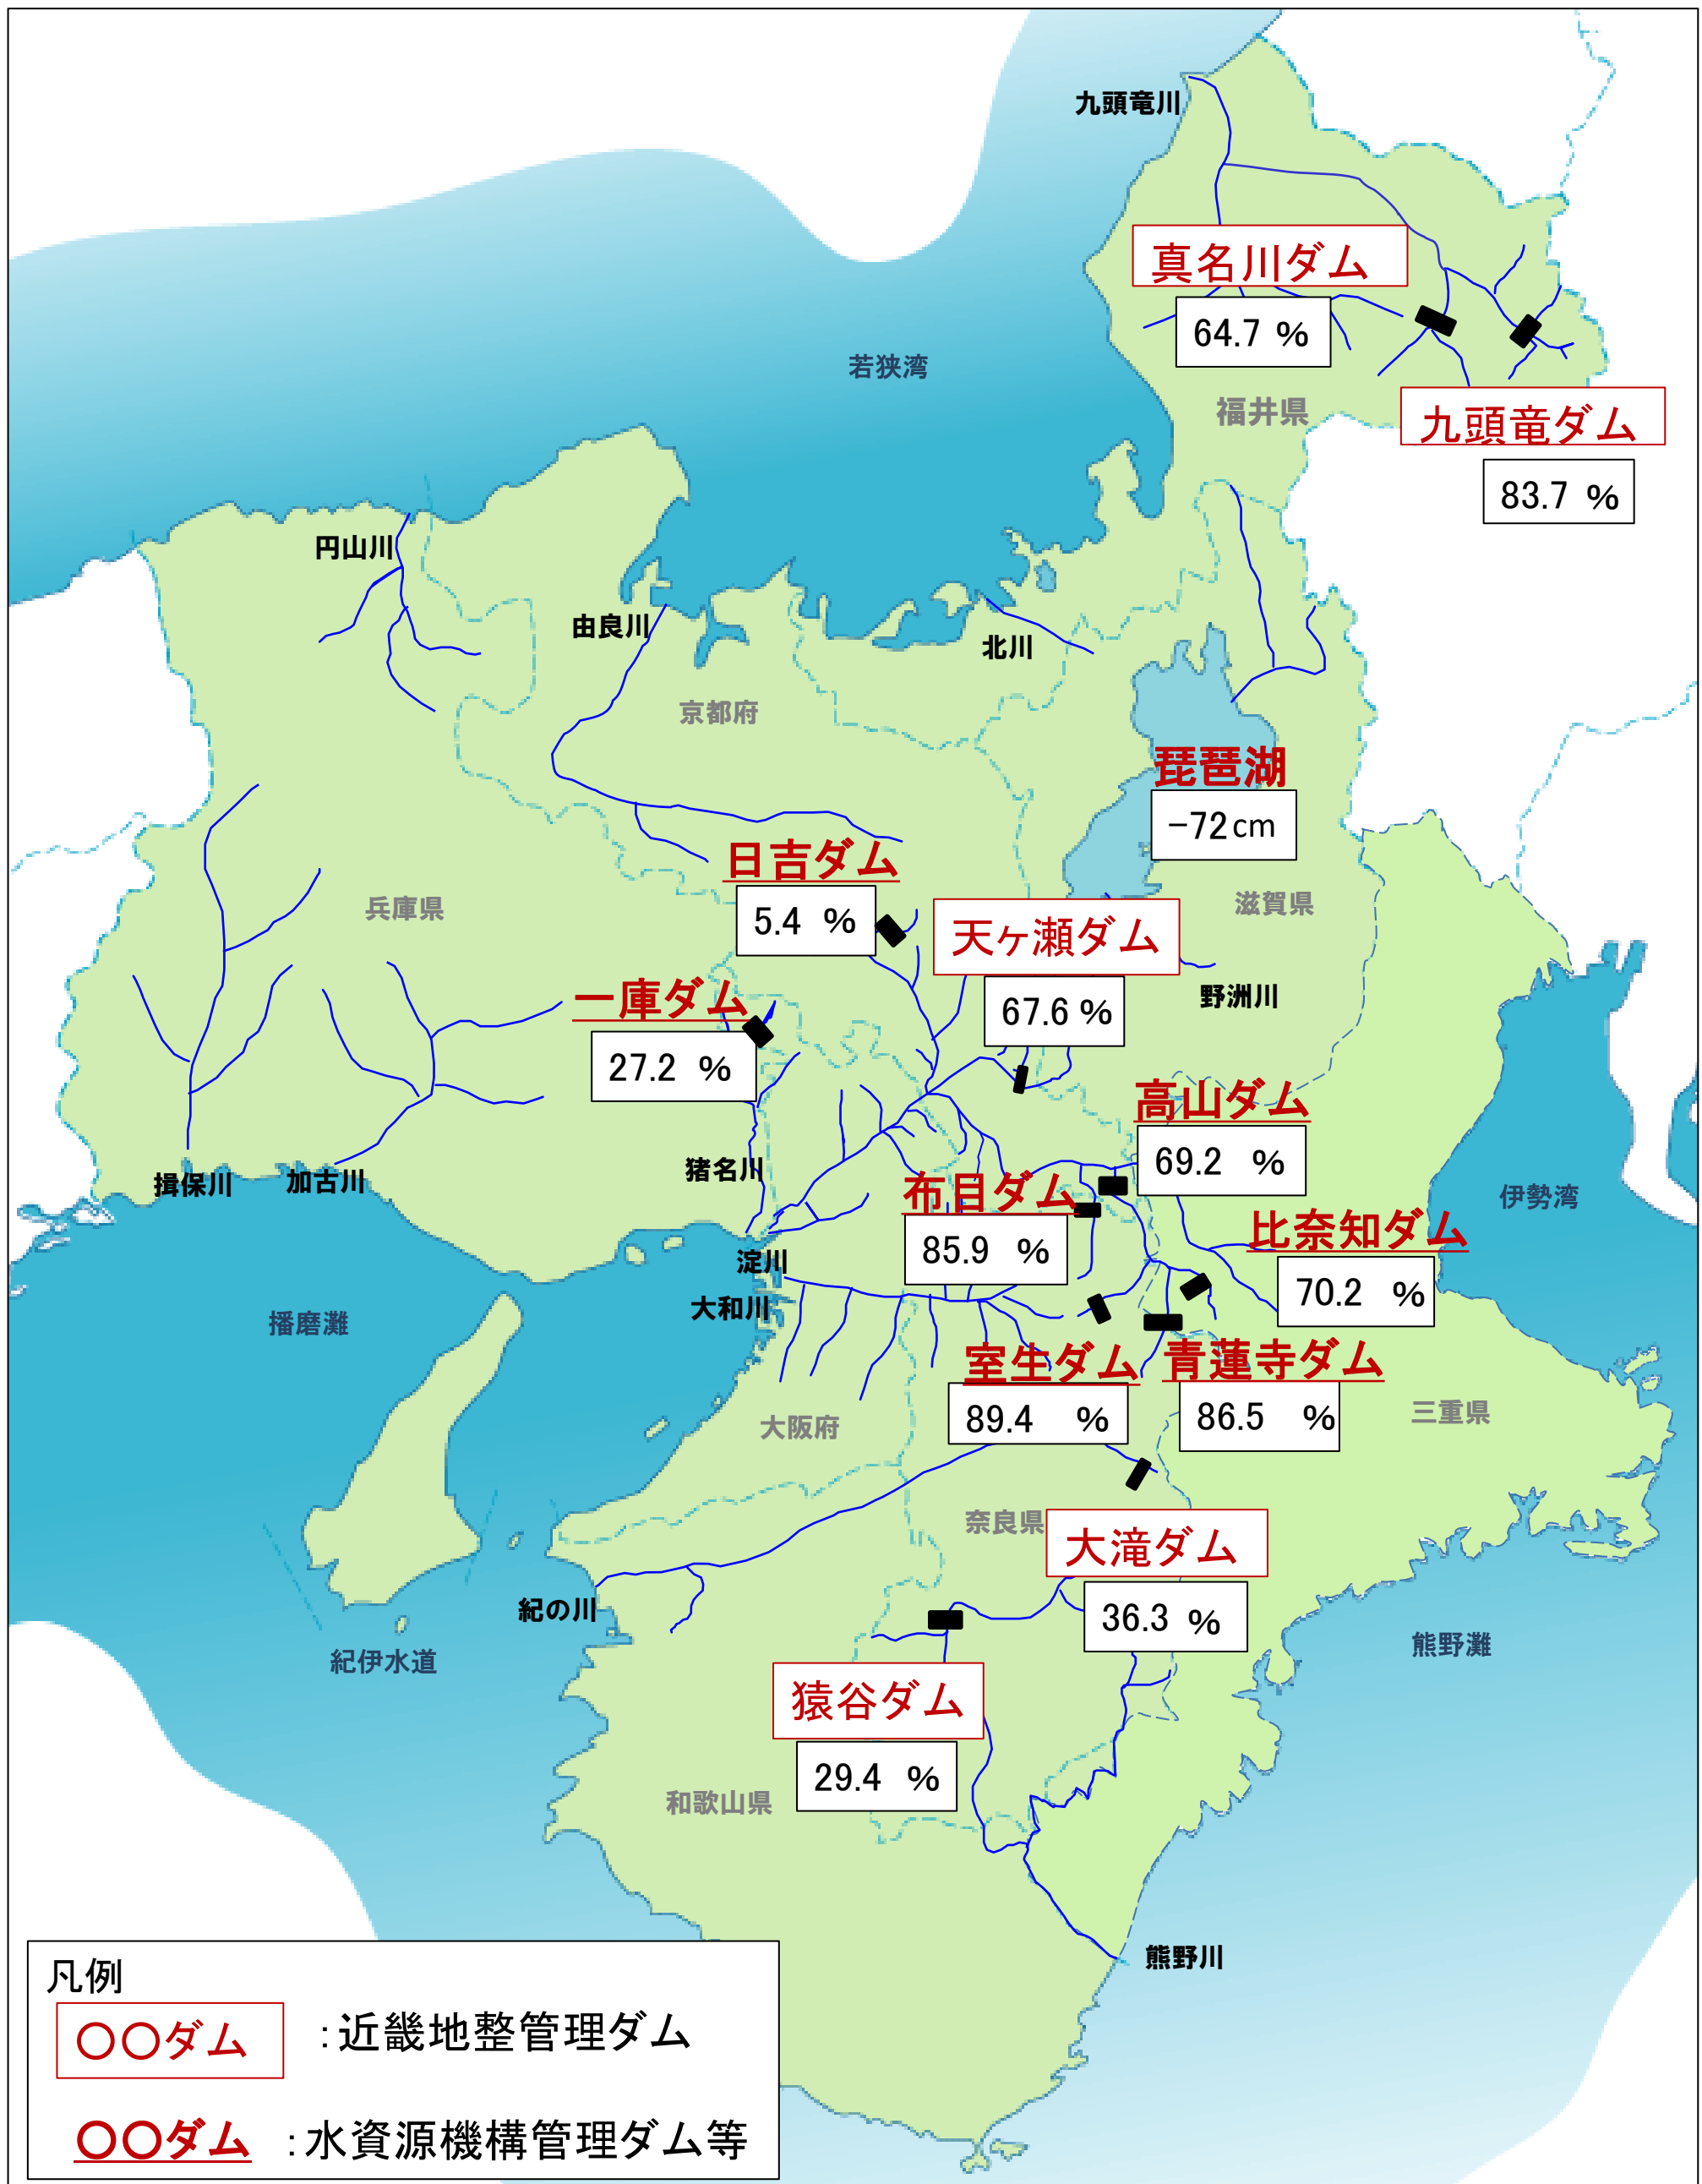 九頭竜川
真名川ダム
64.7 %
若狭湾
福井県
九頭竜ダム
83.7 %
円山川
由良川
北川
京都府
琵琶湖
−72cm
日吉ダム
5.4 %
兵庫県
滋賀県
天ヶ瀬ダム
67.6 %
野洲川
一庫ダム
27.2 %
高山ダム
69.2 %
猪名川
揖保川
加古川
布目ダム
85.9 %
伊勢湾
比奈知ダム
70.2 %
淀川
大和川
播磨灘
室生ダム
89.4 %
青蓮寺ダム
86.5 %
三重県
大阪府
奈良県
大滝ダム
36.3 %
紀の川
紀伊水道
熊野灘
猿谷ダム
29.4 %
和歌山県
熊野川
凡例
○○ダム :近畿地整管理ダム
○○ダム :水資源機構管理ダム等